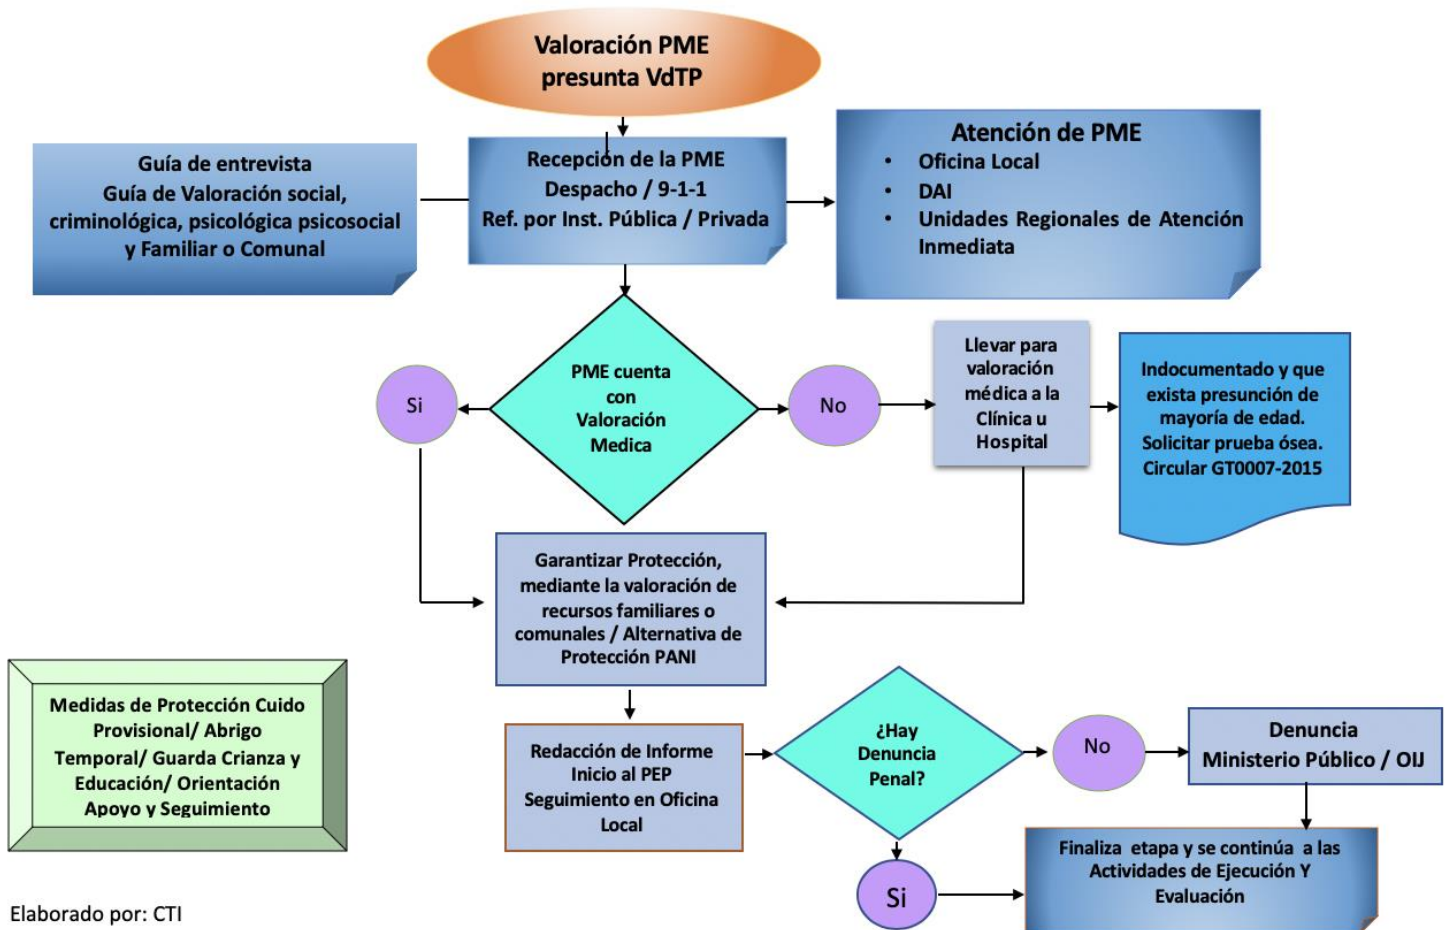 Valoración PME
presunta VdTP
Guía de entrevista
Guía de Valoración social,
criminológica, psicológica psicosocial
y Familiar o Comunal
Recepción de la PME
Despacho / 9-1-1
Ref. por Inst. Pública / Privada
Atención de PME
• Oficina Local
• DAI
• Unidades Regionales de Atención
Inmediata
PME cuenta
con
Valoración
Medica
Si
No
Llevar para
valoración
médica a la
Clínica u
Hospital
Indocumentado y que
exista presunción de
mayoría de edad.
Solicitar prueba ósea.
Circular GT0007-2015
Garantizar Protección,
mediante la valoración de
recursos familiares o
comunales / Alternativa de
Protección PANI
Medidas de Protección Cuido
Provisional/ Abrigo
Temporal/ Guarda Crianza y
Educación/ Orientación
Apoyo y Seguimiento
Redacción de Informe
Inicio al PEP
Seguimiento en Oficina
Local
¿Hay
Denuncia
Penal?
No
Denuncia
Ministerio Público / OIJ
Si
Finaliza etapa y se continúa a las
Actividades de Ejecución Y
Evaluación
Elaborado por: CTI